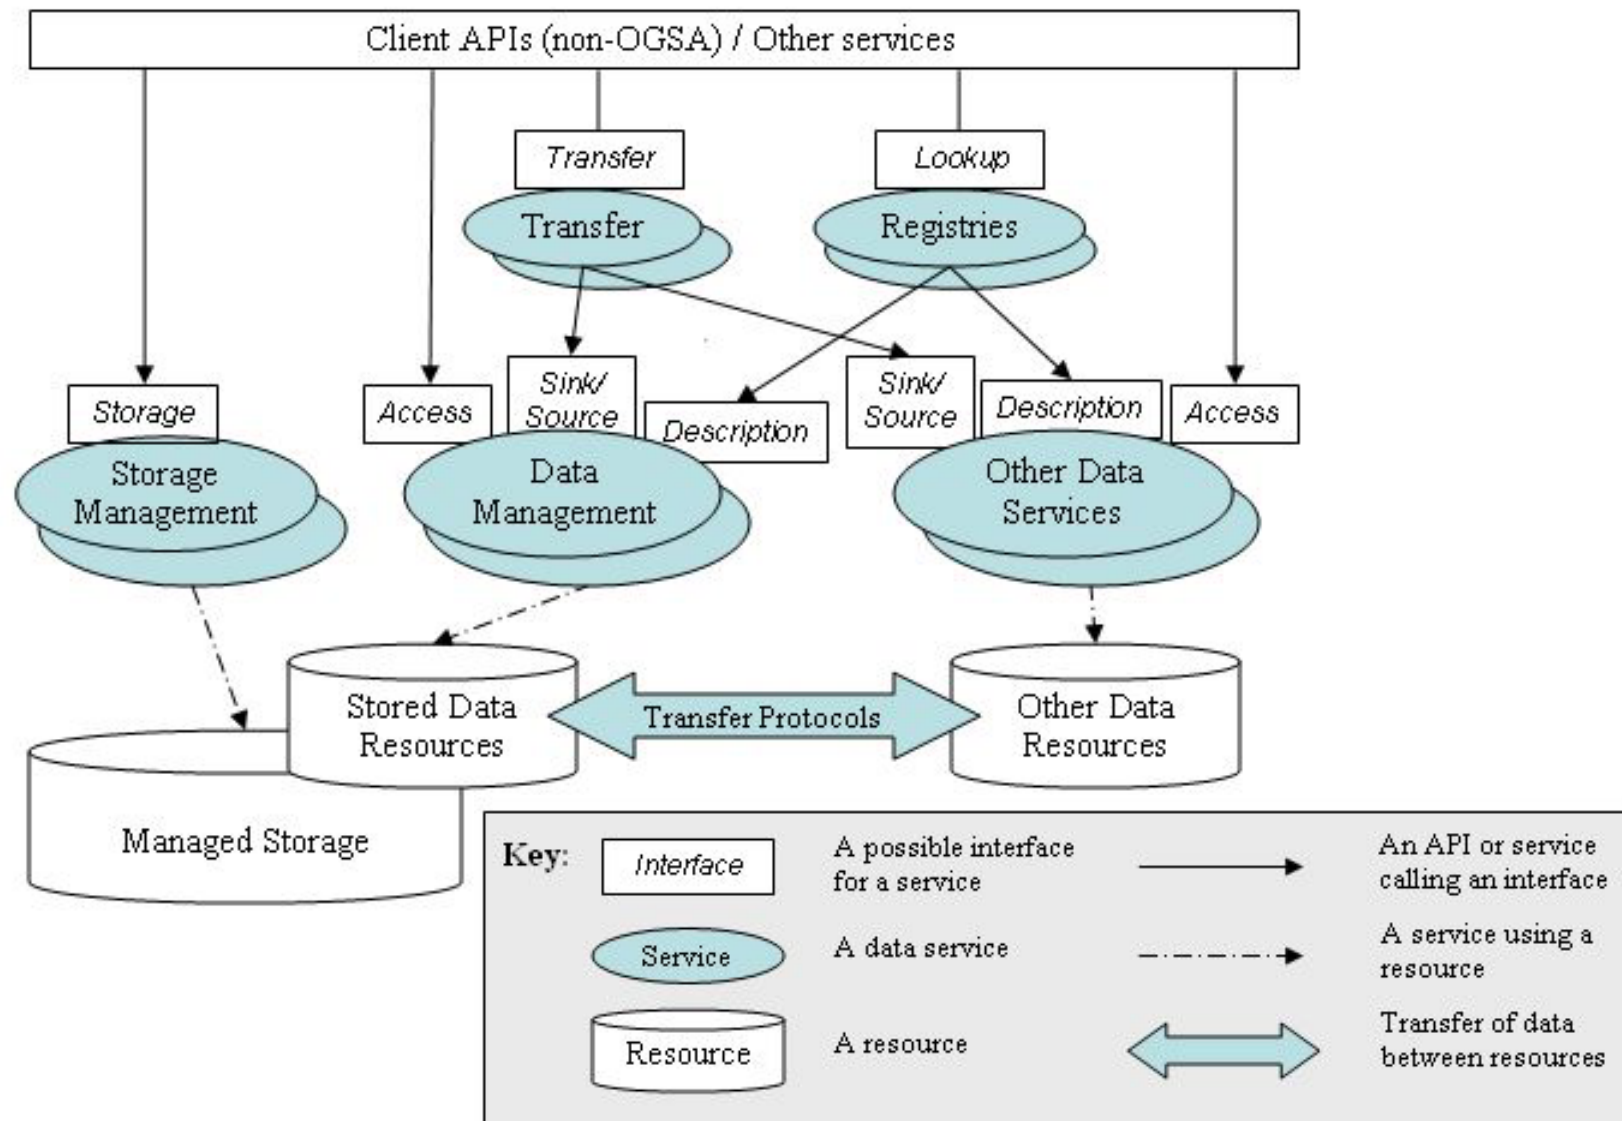 Client APIs (non-OGSA) / Other services
Transfer
Lookup
Transfer
Registries
Storage
Access
Sink/
Source
Description
Sink/
Source
Description
Access
Storage
Management
Data
Management
Other Data
Services
Stored Data
Resources
Transfer Protocols
Other Data
Resources
Managed Storage
Key:
Interface
A possible interface
for a service
An API or service
calling an interface
Service
A data service
A service using a
resource
Resource
A resource
Transfer of data
between resources